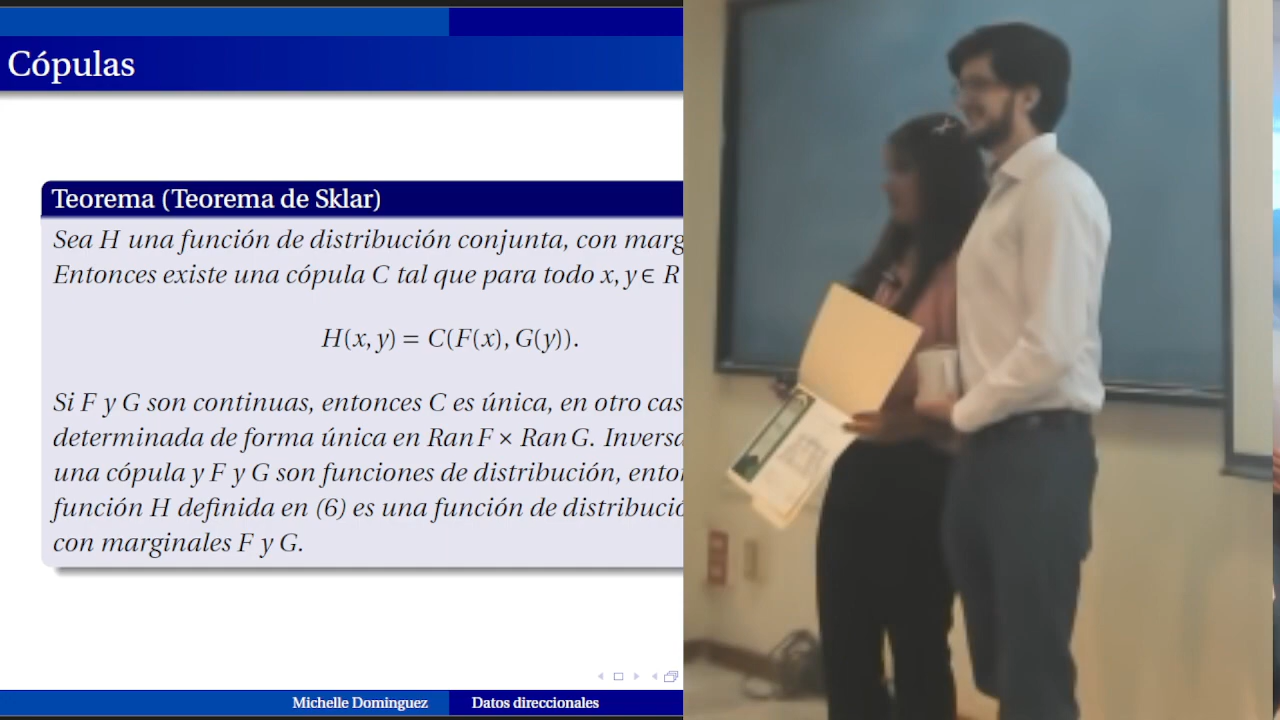 Cópulas
Teorema (Teorema de Sklar)
Sea H una función de distribución conjunta, con marg
Entonces existe una cópula C tal que para todo x, y ∈ R
H(x, y) = C(F(x), G(y)).
Si F y G son continuas, entonces C es única, en otro cas
determinada de forma única en Ran F × Ran G. Inversa
una cópula y F y G son funciones de distribución, enton
función H definida en (6) es una función de distribució
con marginales F y G.
Michelle Dominguez Datos direccionales